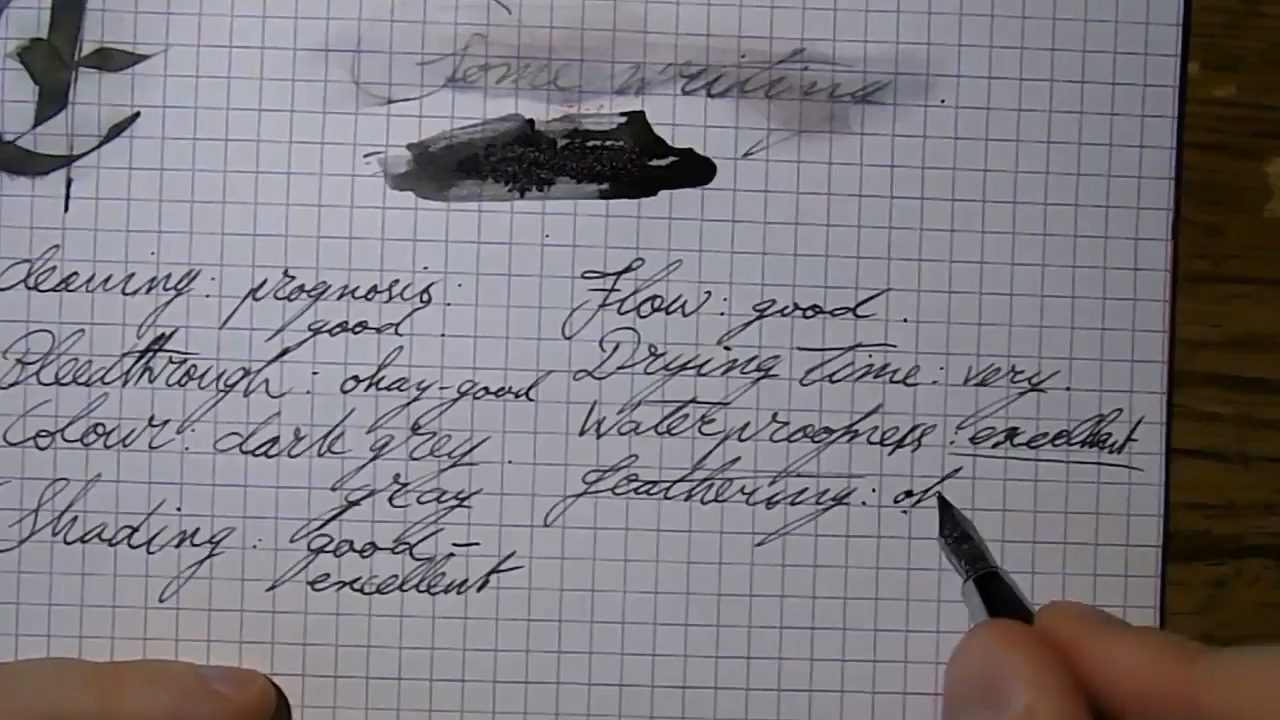 Some writing
Cleaning: prognosis:
good.
Bleedthrough: okay-good
Colour: dark grey.
gray
Shading: good-
excellent
Flow: good.
Drying time: very.
Waterproofness: excellent
Feathering: ok